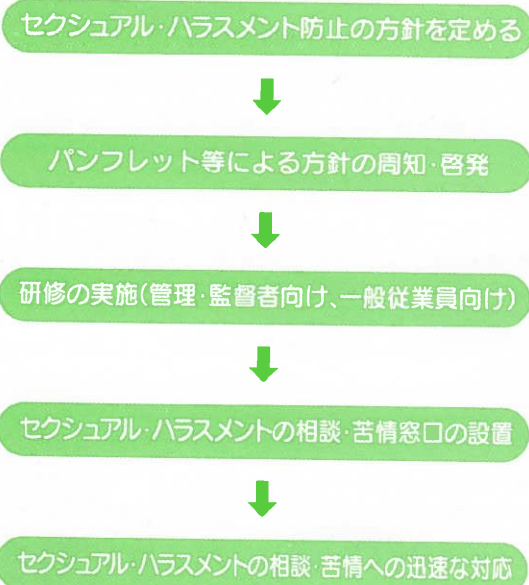 セクシュアル・ハラスメント防止の方針を定める
パンフレット等による方針の周知・啓発
研修の実施(管理・監督者向け、一般従業員向け)
セクシュアル・ハラスメントの相談・苦情窓口の設置
セクシュアル・ハラスメントの相談・苦情への迅速な対応